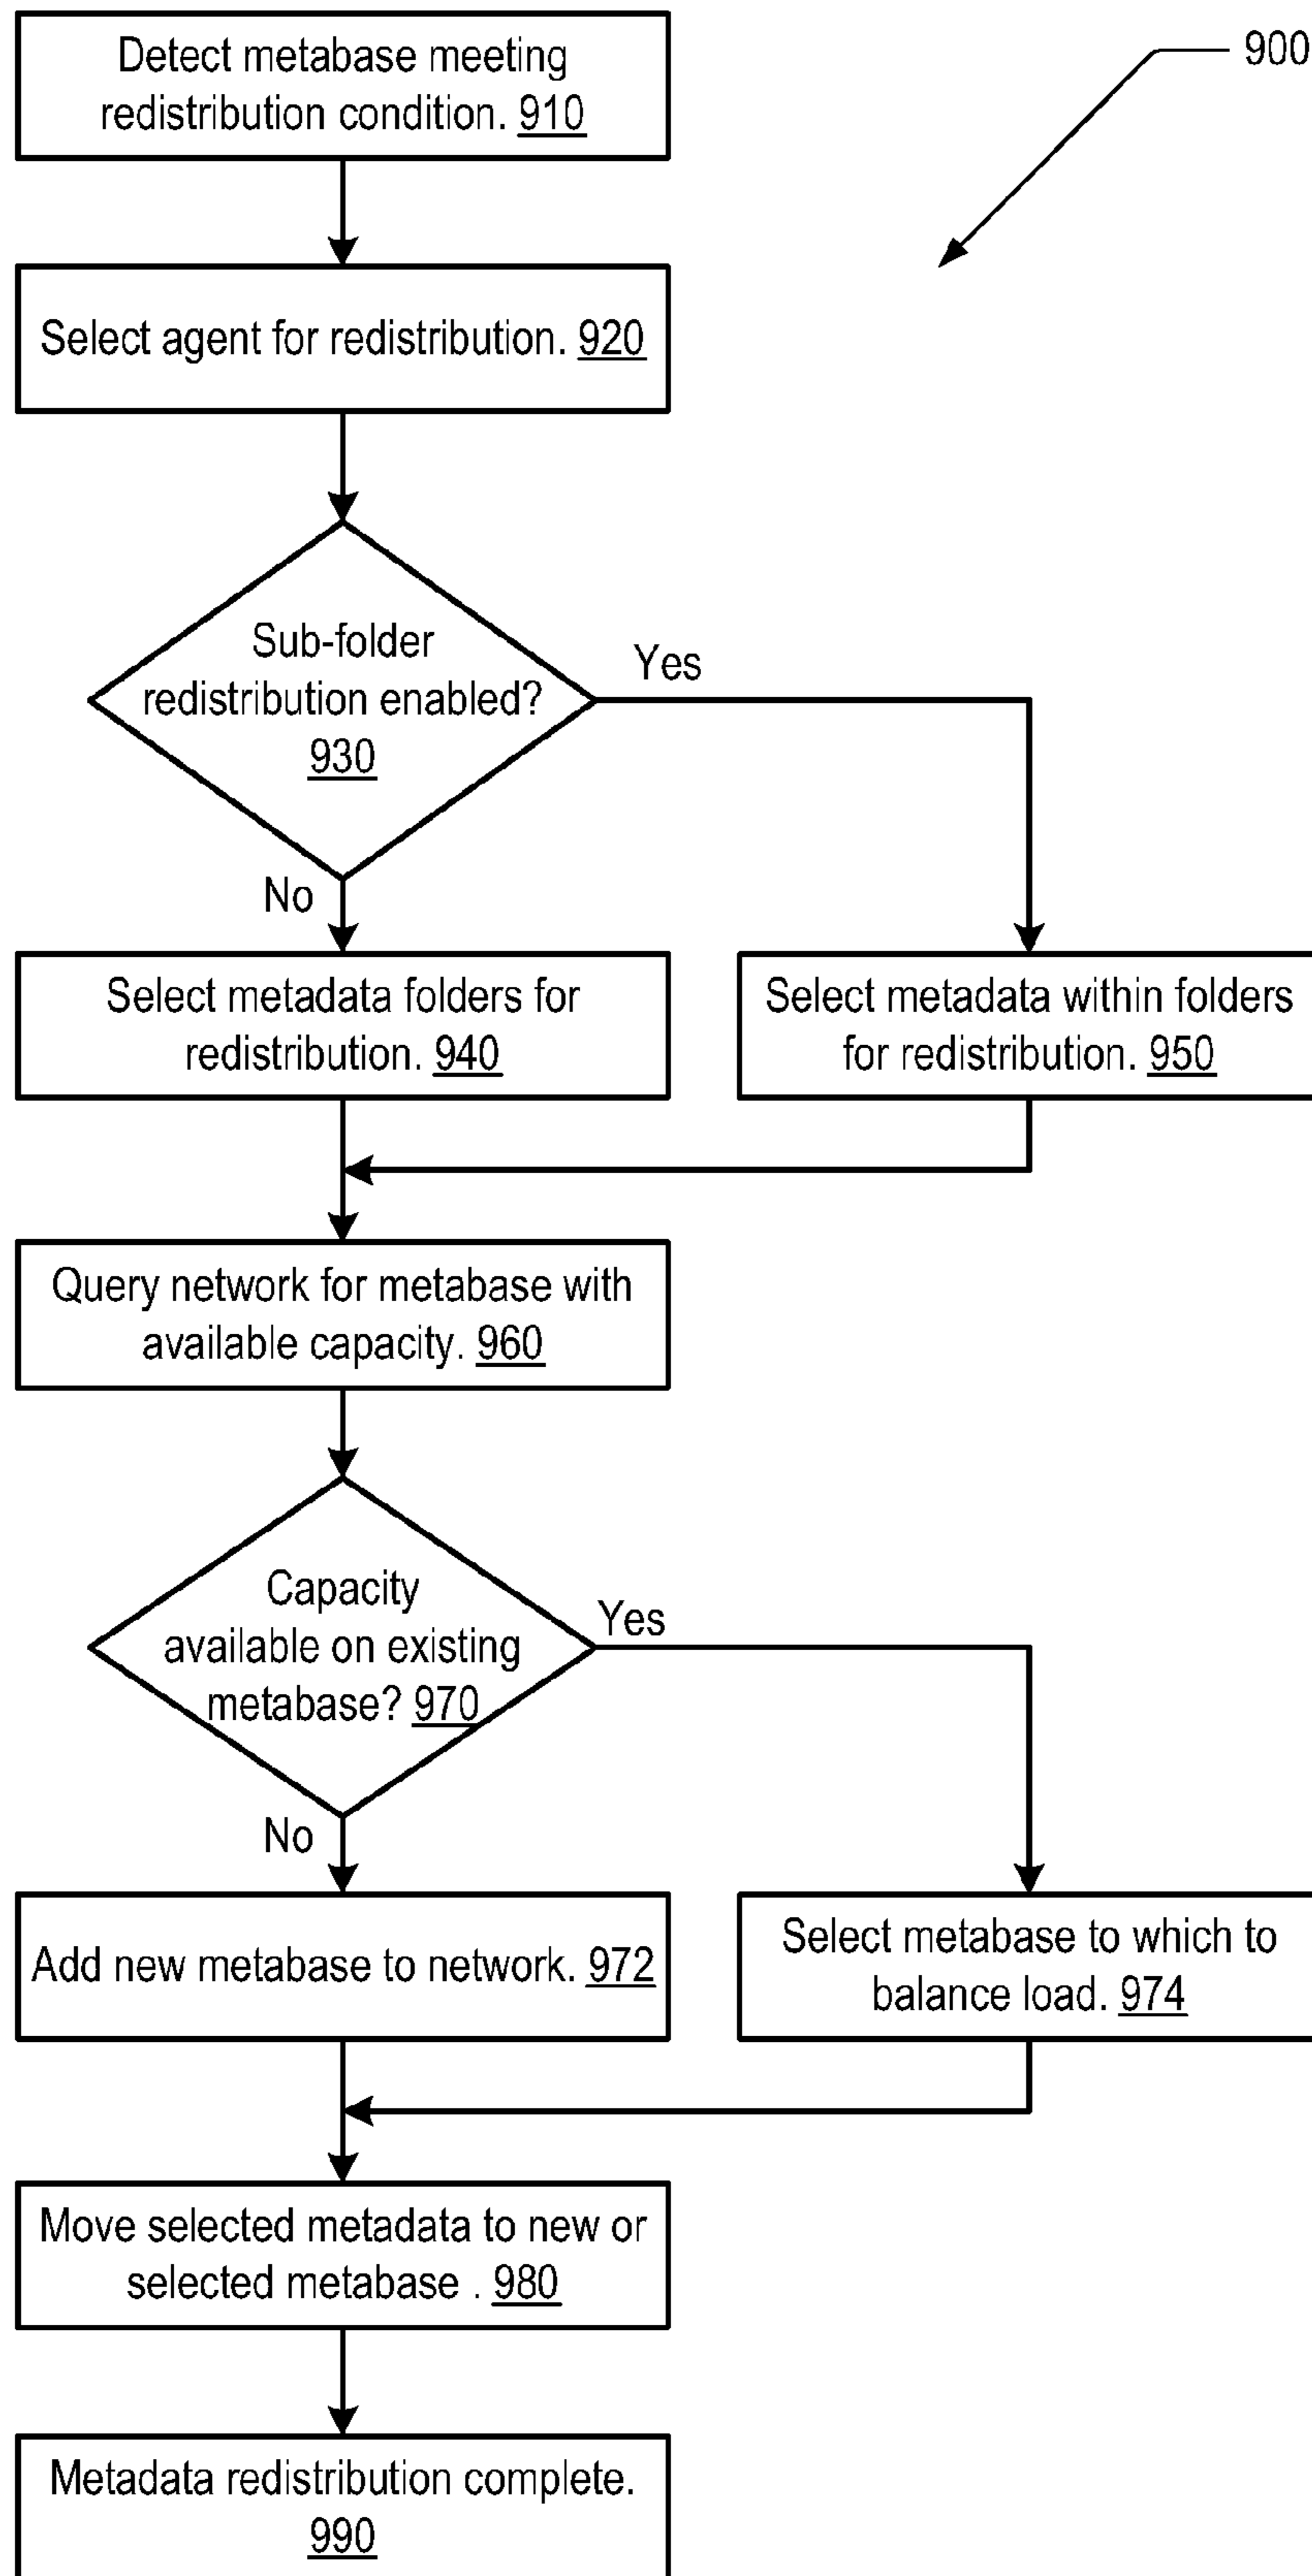 Detect metabase meeting
redistribution condition. 910
900
Select agent for redistribution. 920
Sub-folder
redistribution enabled?
930
Yes
No
Select metadata folders for
redistribution. 940
Select metadata within folders
for redistribution. 950
Query network for metabase with
available capacity. 960
Capacity
available on existing
metabase? 970
Yes
No
Add new metabase to network. 972
Select metabase to which to
balance load. 974
Move selected metadata to new or
selected metabase . 980
Metadata redistribution complete.
990